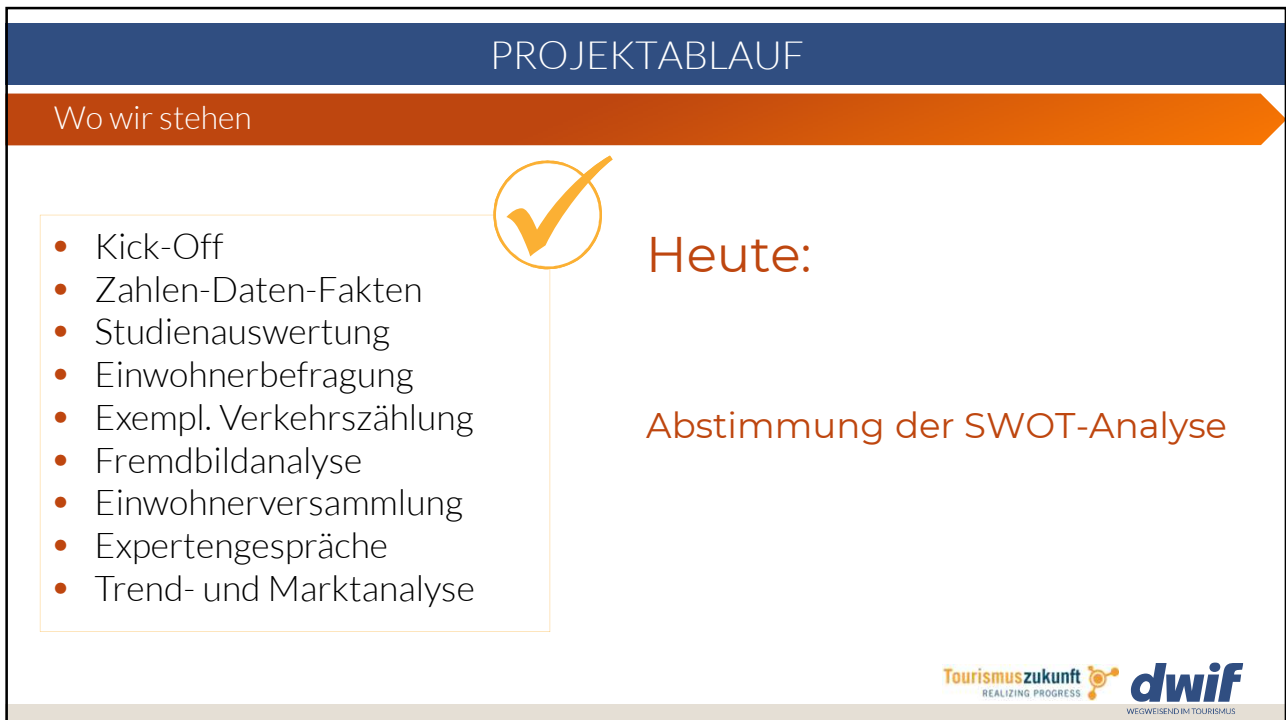 PROJEKTABLAUF
Wo wir stehen
• Kick-Off
• Zahlen-Daten-Fakten
• Studienauswertung
• Einwohnerbefragung
• Exempl. Verkehrszählung
• Fremdbildanalyse
• Einwohnerversammlung
• Expertengespräche
• Trend- und Marktanalyse
Heute:
Abstimmung der SWOT-Analyse
Tourismuszukunft
REALIZING PROGRESS
dwif
WEGWEISEND IM TOURISMUS